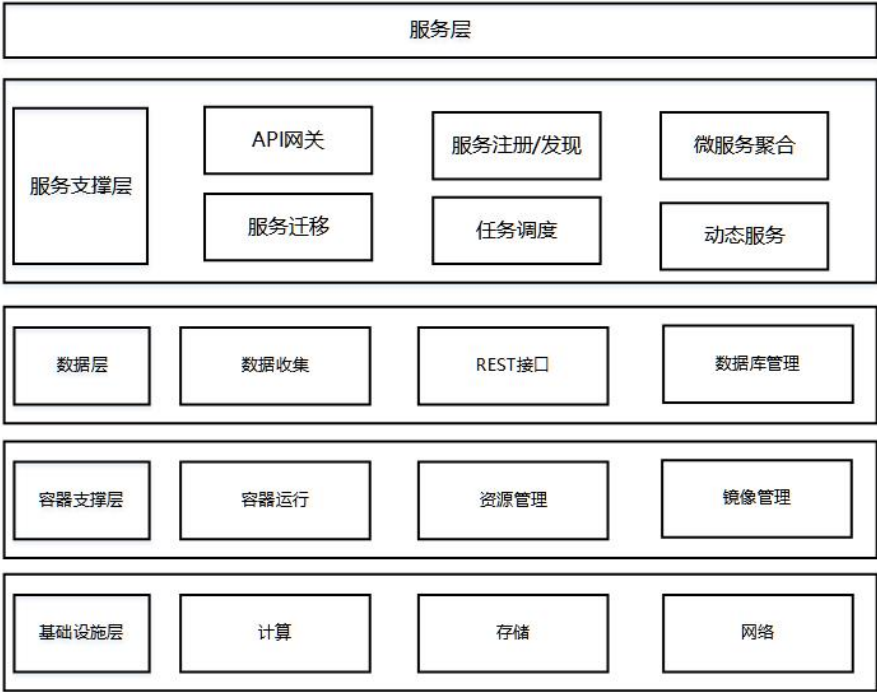 服务层
服务支撑层
API网关
服务注册/发现
微服务聚合
服务迁移
任务调度
动态服务
数据层
数据收集
REST接口
数据库管理
容器支撑层
容器运行
资源管理
镜像管理
基础设施层
计算
存储
网络